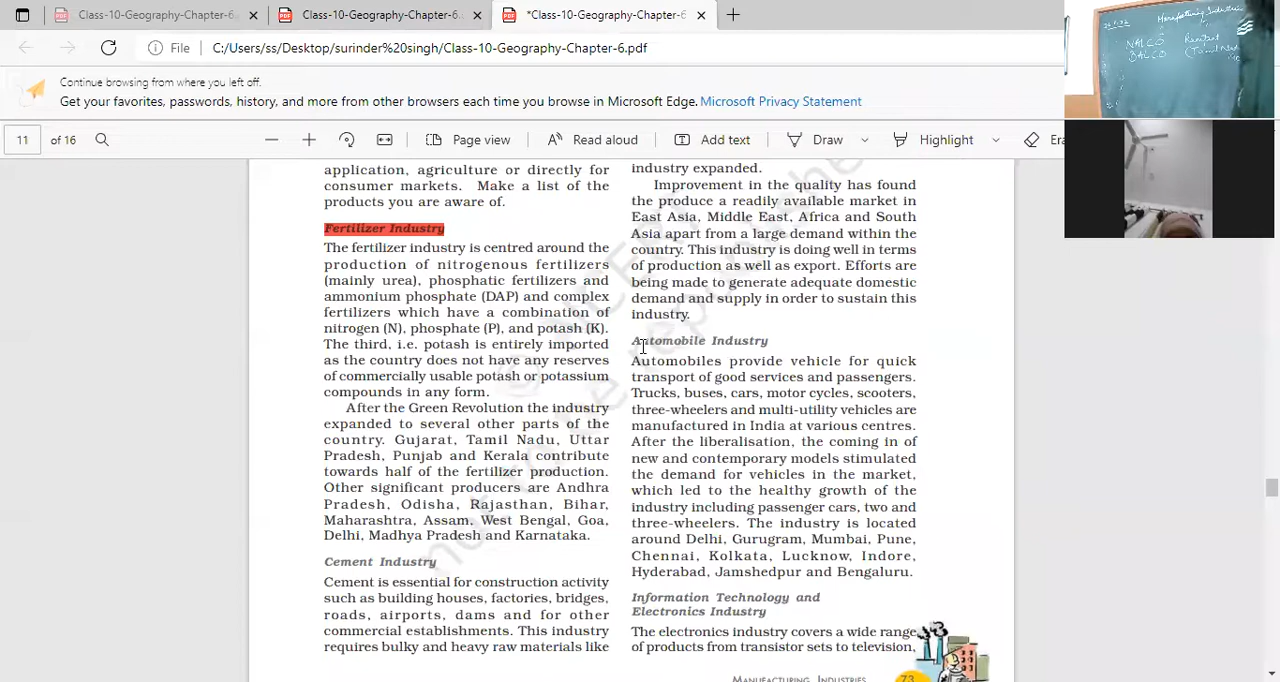 Class-10-Geography-Chapter-6.
Class-10-Geography-Chapter-6.
*Class-10-Geography-Chapter-6
File
C:/Users/ss/Desktop/surinder%20singh/Class-10-Geography-Chapter-6.pdf
Continue browsing from where you left off.
Get your favorites, passwords, history, and more from other browsers each time you browse in Microsoft Edge. Microsoft Privacy Statement
11 of 16
Page view
Read aloud
Add text
Draw
Highlight
Era
application, agriculture or directly for
consumer markets. Make a list of the
products you are aware of.
Fertilizer Industry
The fertilizer industry is centred around the
production of nitrogenous fertilizers
(mainly urea), phosphatic fertilizers and
ammonium phosphate (DAP) and complex
fertilizers which have a combination of
nitrogen (N), phosphate (P), and potash (K).
The third, i.e. potash is entirely imported
as the country does not have any reserves
of commercially usable potash or potassium
compounds in any form.
After the Green Revolution the industry
expanded to several other parts of the
country. Gujarat, Tamil Nadu, Uttar
Pradesh, Punjab and Kerala contribute
towards half of the fertilizer production.
Other significant producers are Andhra
Pradesh, Odisha, Rajasthan, Bihar,
Maharashtra, Assam, West Bengal, Goa,
Delhi, Madhya Pradesh and Karnataka.
Cement Industry
Cement is essential for construction activity
such as building houses, factories, bridges,
roads, airports, dams and for other
commercial establishments. This industry
requires bulky and heavy raw materials like
industry expanded.
Improvement in the quality has found
the produce a readily available market in
East Asia, Middle East, Africa and South
Asia apart from a large demand within the
country. This industry is doing well in terms
of production as well as export. Efforts are
being made to generate adequate domestic
demand and supply in order to sustain this
industry.
Automobile Industry
Automobiles provide vehicle for quick
transport of good services and passengers.
Trucks, buses, cars, motor cycles, scooters,
three-wheelers and multi-utility vehicles are
manufactured in India at various centres.
After the liberalisation, the coming in of
new and contemporary models stimulated
the demand for vehicles in the market,
which led to the healthy growth of the
industry including passenger cars, two and
three-wheelers. The industry is located
around Delhi, Gurugram, Mumbai, Pune,
Chennai, Kolkata, Lucknow, Indore,
Hyderabad, Jamshedpur and Bengaluru.
Information Technology and
Electronics Industry
The electronics industry covers a wide range
of products from transistor sets to television,
MANUFACTURING INDUSTRIES 73
Manufacturing
NALCO
BALCO